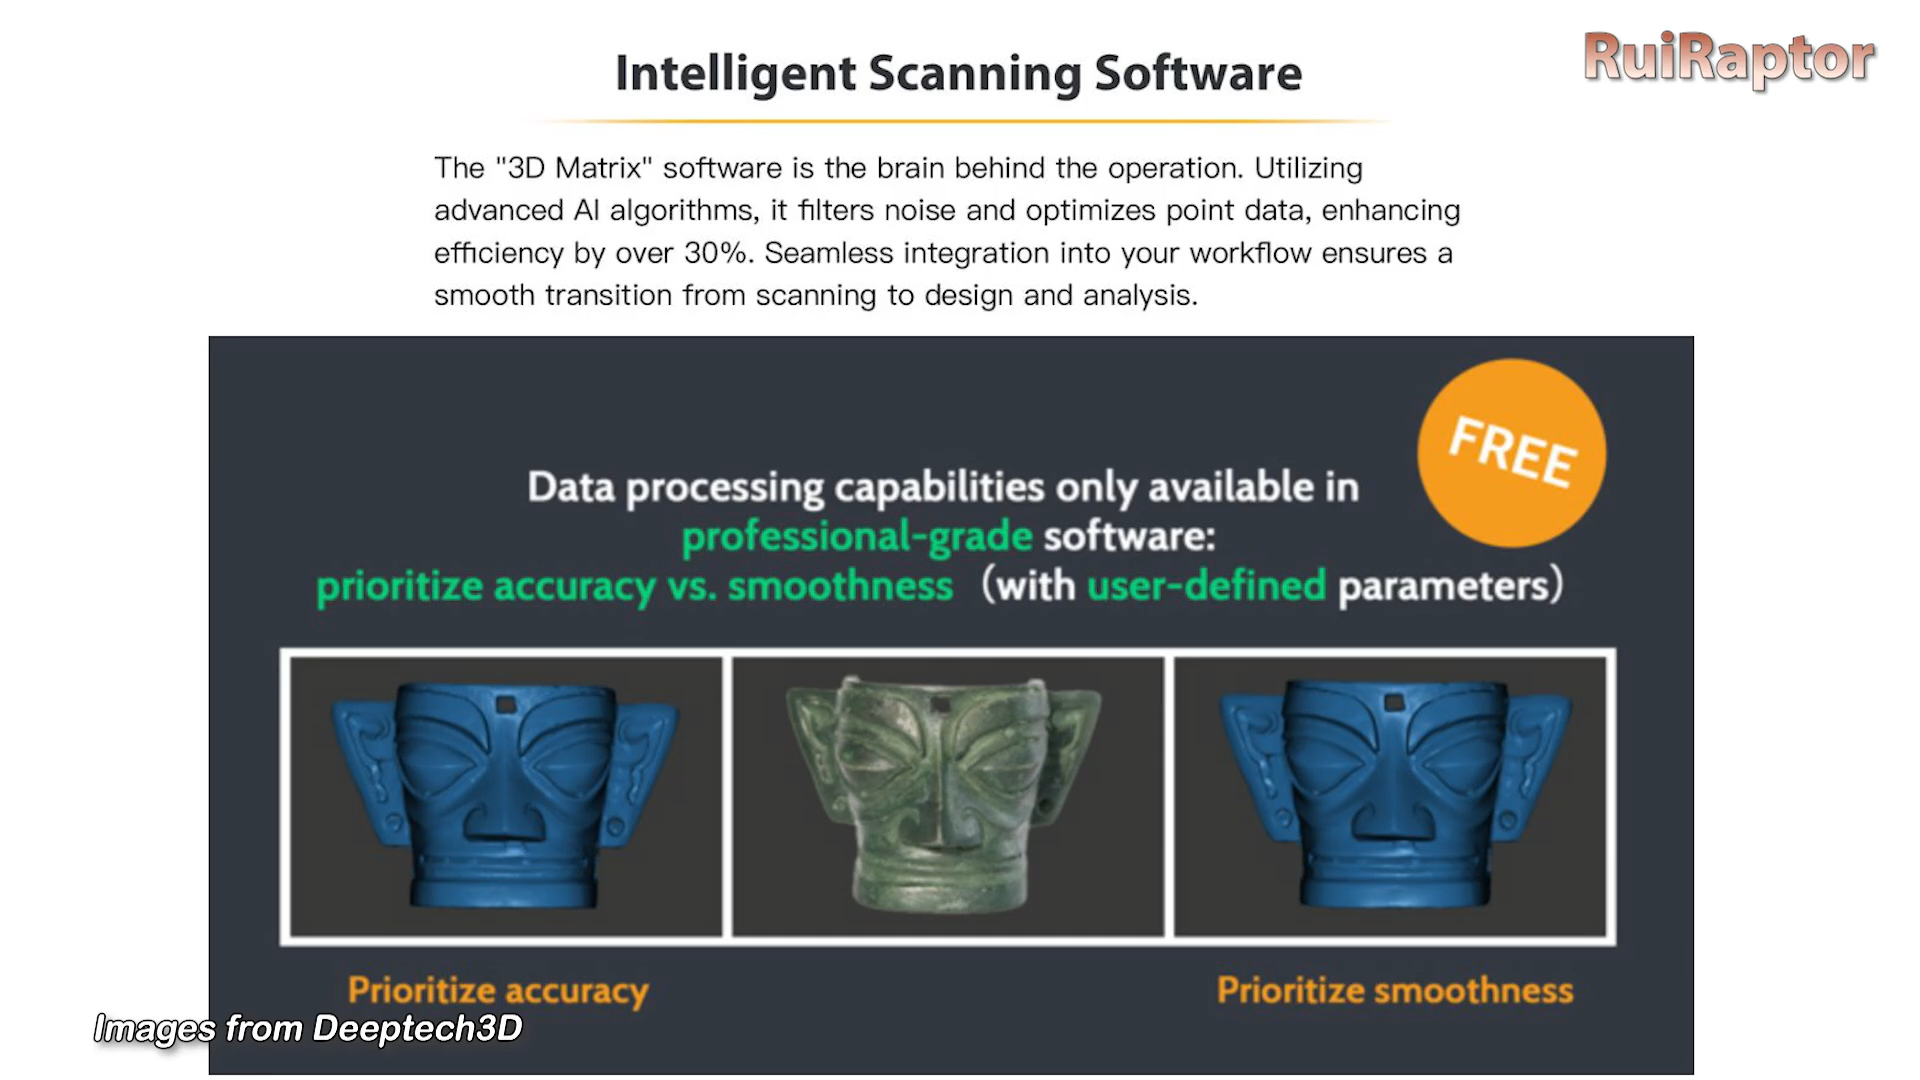 RuiRaptor
Intelligent Scanning Software
The "3D Matrix" software is the brain behind the operation. Utilizing
advanced AI algorithms, it filters noise and optimizes point data, enhancing
efficiency by over 30%. Seamless integration into your workflow ensures a
smooth transition from scanning to design and analysis.
FREE
Data processing capabilities only available in
professional-grade software:
prioritize accuracy vs. smoothness (with user-defined parameters)
Prioritize accuracy
Prioritize smoothness
Images from Deeptech3D